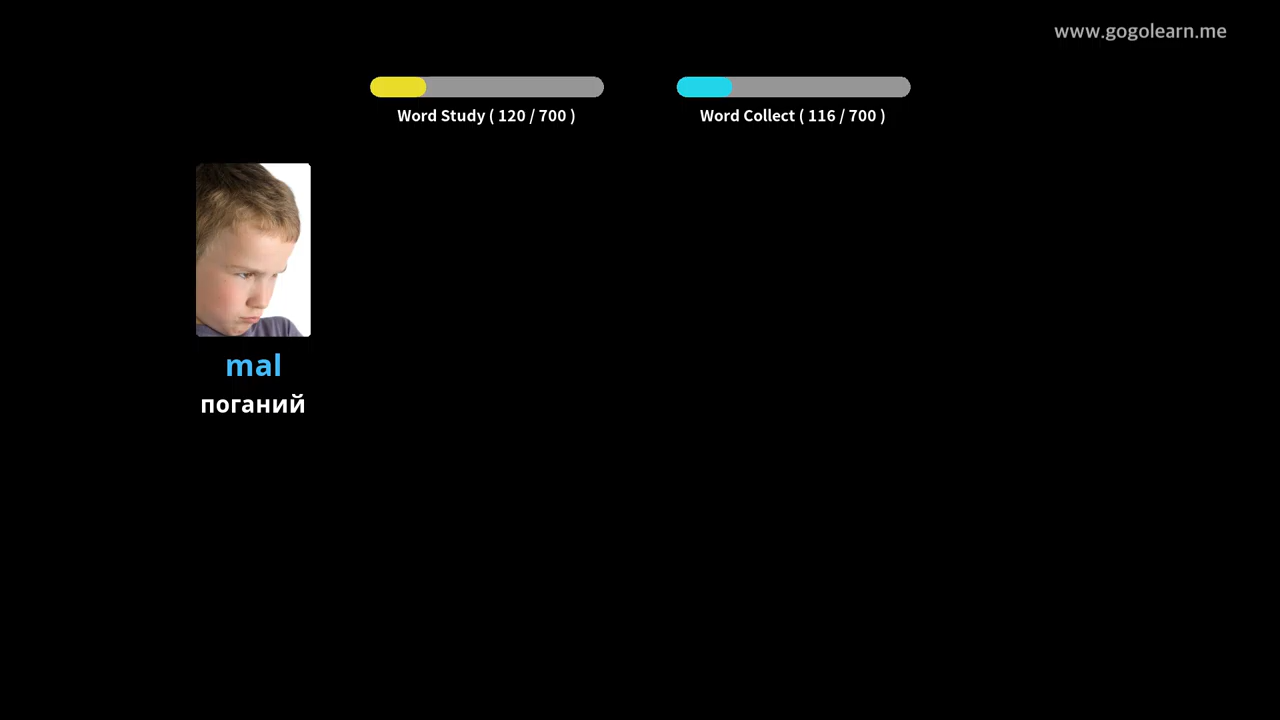 www.gogolearn.me
Word Study ( 120 / 700 )
Word Collect ( 116 / 700 )
mal
поганий